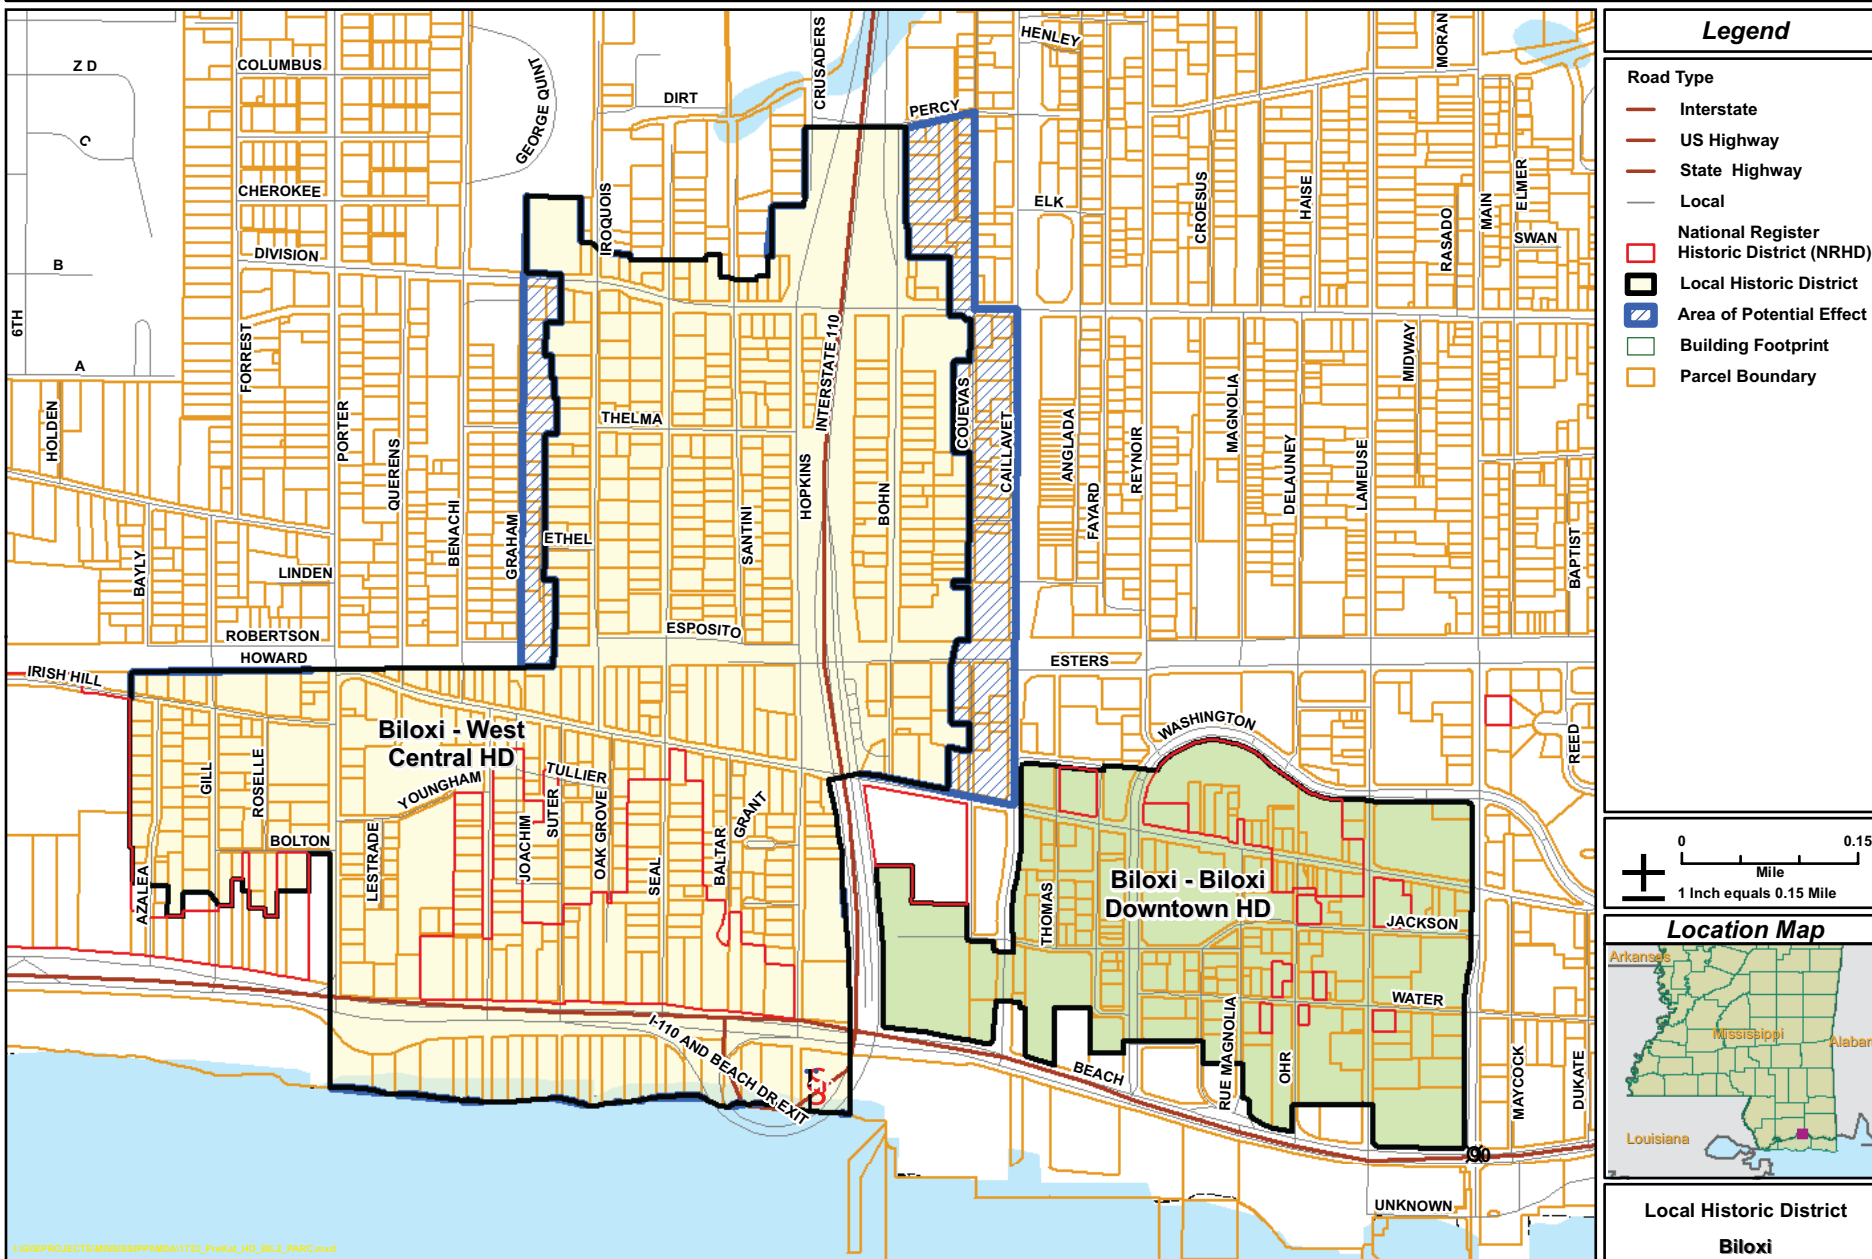 Legend
Road Type
Interstate
US Highway
State Highway
Local
National Register
Historic District (NRHD)
Local Historic District
Area of Potential Effect
Building Footprint
Parcel Boundary
0 0.15
Mile
1 Inch equals 0.15 Mile
Location Map
Arkansas
Mississippi
Alabar
Louisiana
Local Historic District
Biloxi
Z D
COLUMBUS
GEORGE QUINT
DIRT
CRUSADERS
PERCY
HENLEY
MORAN
C
CHEROKEE
IROQUOIS
ELK
CROESUS
HAISE
RASADO
MAIN
ELMER
SWAN
B
DIVISION
6TH
A
FORREST
HOLDEN
PORTER
QUERENS
BENACHI
GRAHAM
THELMA
ETHEL
SANTINI
HOPKINS
INTERSTATE 110
BOHN
COUEVAS
CAILLAVET
ANGLADA
FAYARD
REYNOIR
MAGNOLIA
DELAUNEY
LAMEUSE
MIDWAY
BAPTIST
BAYLY
LINDEN
ROBERTSON
HOWARD
ESPOSITO
ESTERS
IRISH HILL
Biloxi - West
Central HD
WASHINGTON
REED
GILL
ROSELLE
YOUNGHAM
TULLIER
JOACHIM
SUTER
OAK GROVE
SEAL
BALTAR
GRANT
BOLTON
LESTRADE
AZALEA
Biloxi - Biloxi
Downtown HD
THOMAS
JACKSON
WATER
RUE MAGNOLIA
OHR
MAYCOCK
DUKATE
I-110 AND BEACH DR EXIT
BEACH
90
UNKNOWN